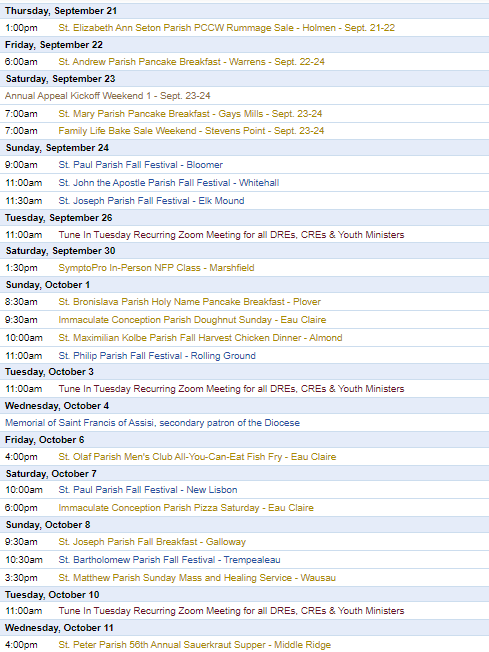 Thursday, September 21
1:00pm St. Elizabeth Ann Seton Parish PCCW Rummage Sale - Holmen - Sept. 21-22
Friday, September 22
6:00am St. Andrew Parish Pancake Breakfast - Warrens - Sept. 22-24
Saturday, September 23
Annual Appeal Kickoff Weekend 1 - Sept. 23-24
7:00am St. Mary Parish Pancake Breakfast - Gays Mills - Sept. 23-24
7:00am Family Life Bake Sale Weekend - Stevens Point - Sept. 23-24
Sunday, September 24
9:00am St. Paul Parish Fall Festival - Bloomer
11:00am St. John the Apostle Parish Fall Festival - Whitehall
11:30am St. Joseph Parish Fall Festival - Elk Mound
Tuesday, September 26
11:00am Tune In Tuesday Recurring Zoom Meeting for all DREs, CREs & Youth Ministers
Saturday, September 30
1:30pm SymptoPro In-Person NFP Class - Marshfield
Sunday, October 1
8:30am St. Bronislava Parish Holy Name Pancake Breakfast - Plover
9:30am Immaculate Conception Parish Doughnut Sunday - Eau Claire
10:00am St. Maximilian Kolbe Parish Fall Harvest Chicken Dinner - Almond
11:00am St. Philip Parish Fall Festival - Rolling Ground
Tuesday, October 3
11:00am Tune In Tuesday Recurring Zoom Meeting for all DREs, CREs & Youth Ministers
Wednesday, October 4
Memorial of Saint Francis of Assisi, secondary patron of the Diocese
Friday, October 6
4:00pm St. Olaf Parish Men's Club All-You-Can-Eat Fish Fry - Eau Claire
Saturday, October 7
10:00am St. Paul Parish Fall Festival - New Lisbon
6:00pm Immaculate Conception Parish Pizza Saturday - Eau Claire
Sunday, October 8
9:30am St. Joseph Parish Fall Breakfast - Galloway
10:30am St. Bartholomew Parish Fall Festival - Trempealeau
3:30pm St. Matthew Parish Sunday Mass and Healing Service - Wausau
Tuesday, October 10
11:00am Tune In Tuesday Recurring Zoom Meeting for all DREs, CREs & Youth Ministers
Wednesday, October 11
4:00pm St. Peter Parish 56th Annual Sauerkraut Supper - Middle Ridge